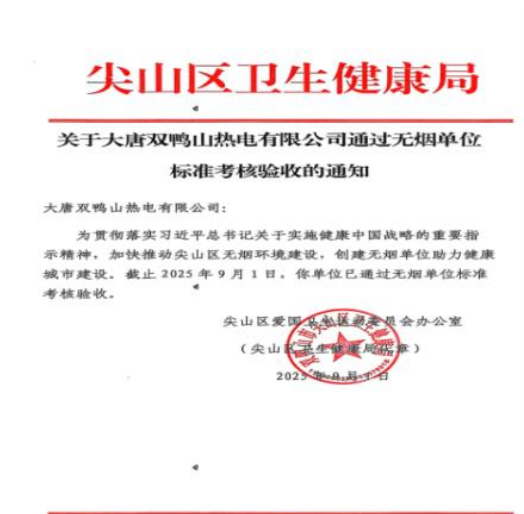 尖山区卫生健康局
关于大唐双鸭山热电有限公司通过无烟单位
标准考核验收的通知
大唐双鸭山热电有限公司：
为贯彻落实习近平总书记关于实施健康中国战略的重要指
示精神，加快推动尖山区无烟环境建设，创建无烟单位助力健康
城市建设。截止 2025 年 9 月 1 日，你单位已通过无烟单位标准
考核验收。
尖山区爱国卫生运动委员会办公室
（尖山区卫生健康局代章）
2025 年 9 月 1 日